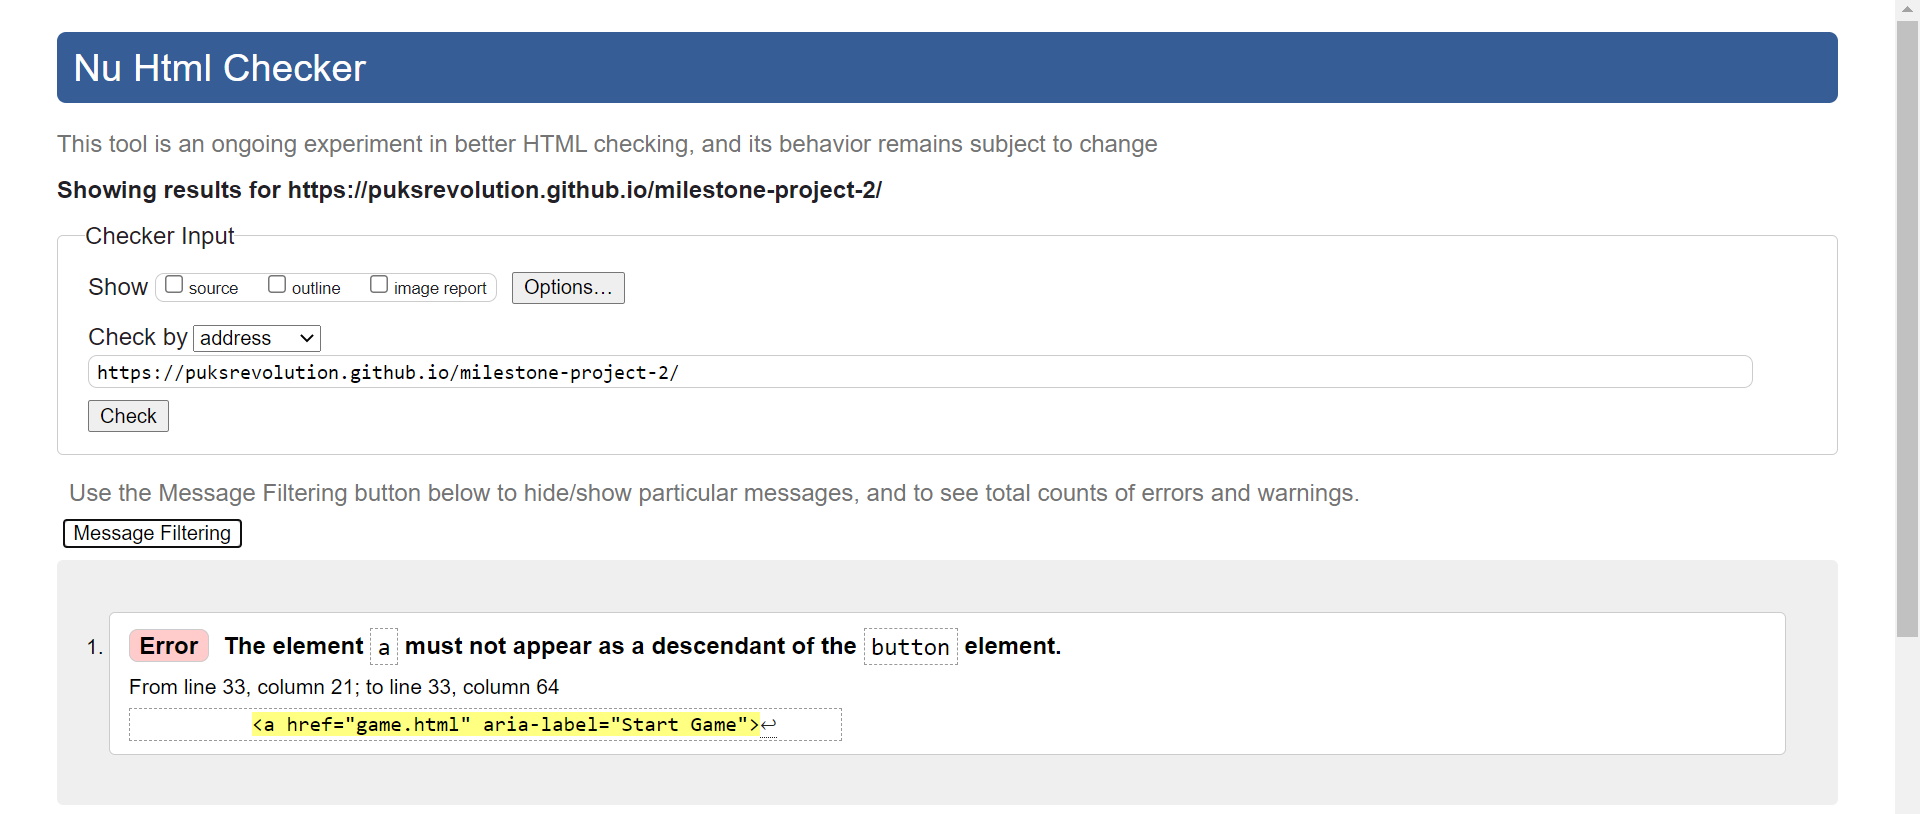 Nu Html Checker
This tool is an ongoing experiment in better HTML checking, and its behavior remains subject to change
Showing results for https://puksrevolution.github.io/milestone-project-2/
Checker Input
Show source outline image report Options...
Check by address
https://puksrevolution.github.io/milestone-project-2/
Check
Use the Message Filtering button below to hide/show particular messages, and to see total counts of errors and warnings.
Message Filtering
1. Error The element a must not appear as a descendant of the button element.
From line 33, column 21; to line 33, column 64
<a href="game.html" aria-label="Start Game">↩